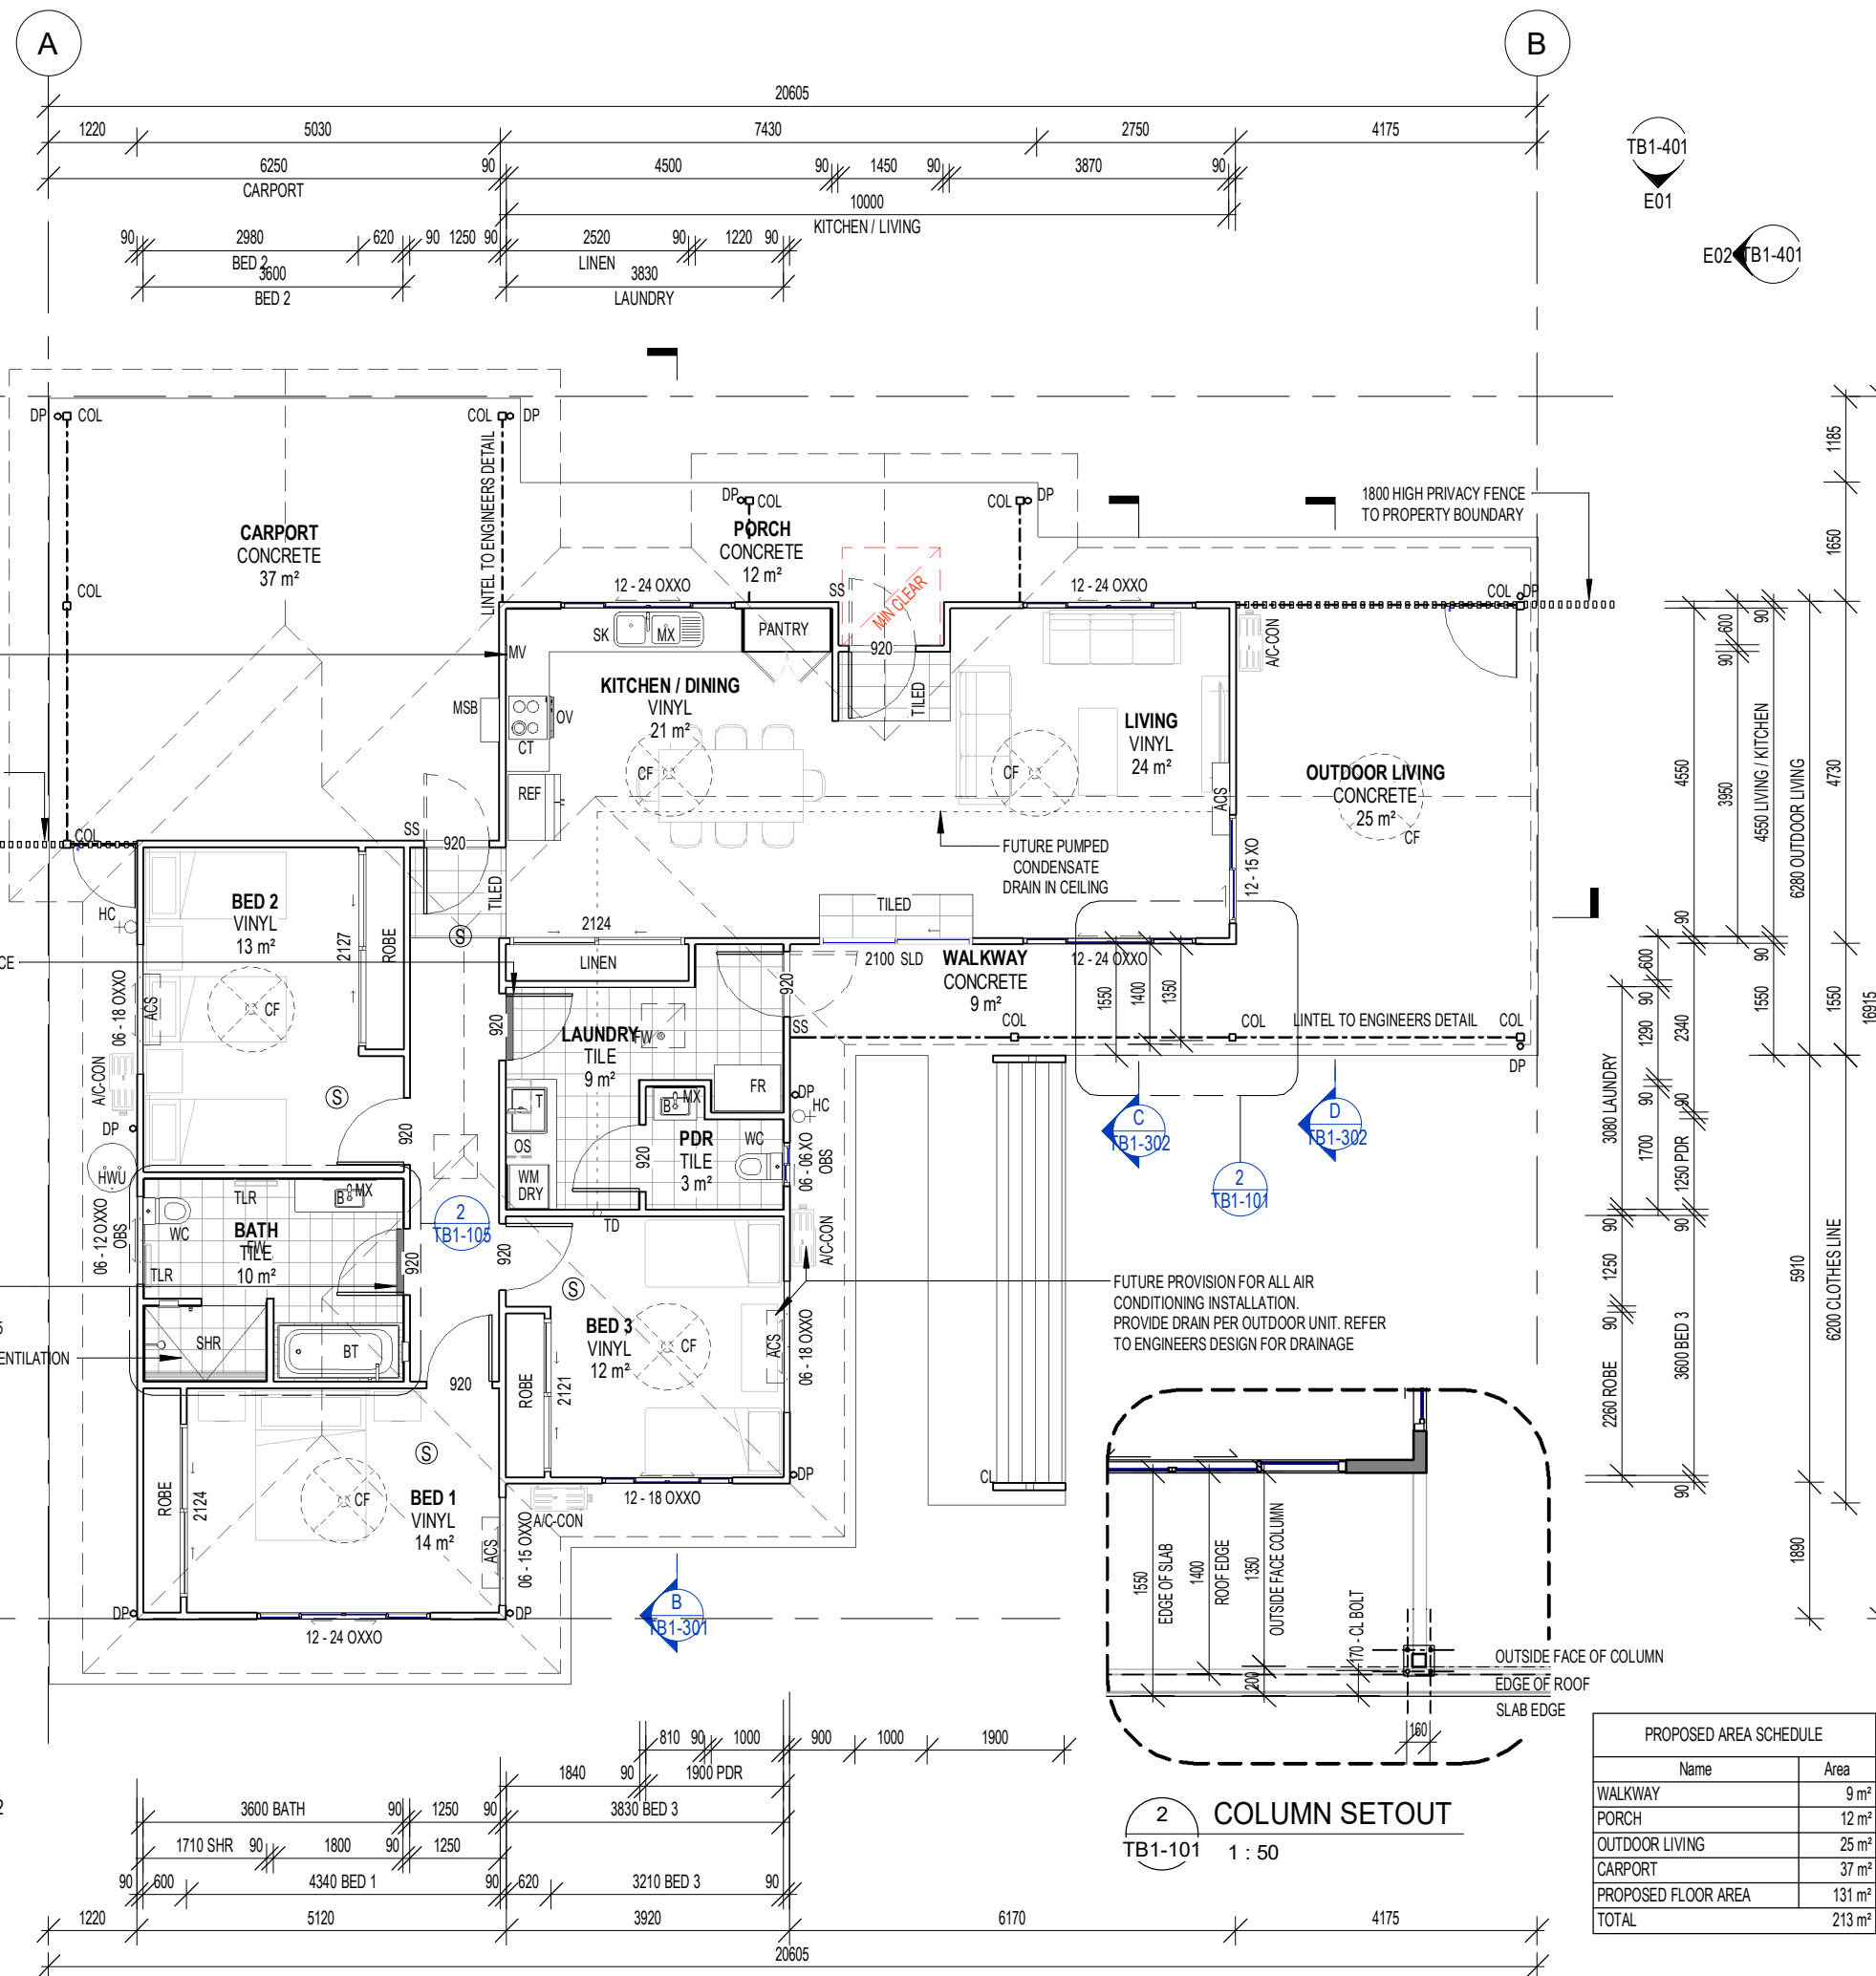 A
B
20605
1220
5030
7430
2750
4175
TB1-401
E01
6250
90
4500
90
1450
90
3870
90
CARPORT
10000
KITCHEN / LIVING
E02
TB1-401
90
2980
620
90
1250
90
2520
90
1220
90
BED 2
LINEN
3600
3830
BED 2
LAUNDRY
DP
COL
COL
DP
LINTEL TO ENGINEERS DETAIL
CARPORT
CONCRETE
37 m²
COL
DP
COL
PORCH
CONCRETE
12 m²
COL
DP
1800 HIGH PRIVACY FENCE
TO PROPERTY BOUNDARY
12 - 24 OXXO
SS
MIN CLEAR
12 - 24 OXXO
COL
DP
SK
MX
PANTRY
920
A/C-CON
MV
KITCHEN / DINING
VINYL
21 m²
TILED
MSB
OV
CT
CF
REF
LIVING
VINYL
24 m²
CF
ACS
OUTDOOR LIVING
CONCRETE
25 m²
CF
12 - 15 XO
FUTURE PUMPED
CONDENSATE
DRAIN IN CEILING
COL
SS
920
TILED
BED 2
VINYL
13 m²
HC
2127
ROBE
S
2124
LINEN
TILED
2100 SLD
WALKWAY
CONCRETE
9 m²
12 - 24 OXXO
1550
1400
1350
CE
06 - 18 OXXO
ACS
CF
920
LAUNDRY
TILE
9 m²
FW
920
SS
COL
COL
LINTEL TO ENGINEERS DETAIL
COL
DP
A/C-CON
S
DP
920
T
OS
WM
DRY
FR
B
MX
PDR
TILE
3 m²
WC
920
DP
HC
06 - 06 XO
OBS
C
TB1-302
D
TB1-302
2
TB1-101
HWU
06 - 12 OXXO
OBS
TLR
B
MX
WC
BATH
TILE
FW
10 m²
TLR
920
2
TB1-105
920
TD
A/C-CON
S
SHR
BT
920
BED 3
VINYL
12 m²
CF
ACS
06 - 18 OXXO
ROBE
2121
FUTURE PROVISION FOR ALL AIR
CONDITIONING INSTALLATION.
PROVIDE DRAIN PER OUTDOOR UNIT. REFER
TO ENGINEERS DESIGN FOR DRAINAGE
5
ENTILATION
ROBE
2124
CF
S
BED 1
VINYL
14 m²
ACS
06 - 15 OXXO
A/C-CON
12 - 18 OXXO
DP
CL
DP
DP
12 - 24 OXXO
B
TB1-301
1550
EDGE OF SLAB
1400
ROOF EDGE
1350
OUTSIDE FACE COLUMN
170 - CL BOLT
200
160
OUTSIDE FACE OF COLUMN
EDGE OF ROOF
SLAB EDGE
2
TB1-101
COLUMN SETOUT
1 : 50
1185
1650
4730
1550
16915
5910
1890
6280 OUTDOOR LIVING
6200 CLOTHES LINE
90
4550 LIVING / KITCHEN
90
1550
600
90
3950
4550
90
2340
90
1250 PDR
90
3600 BED 3
90
600
90
1290
90
1700
3080 LAUNDRY
90
1250
90
2260 ROBE
810
90
1000
900
1000
1900
1840
90
1900 PDR
2
3600 BATH
90
1250
90
3830 BED 3
1710 SHR
90
1800
90
1250
90
600
4340 BED 1
90
620
3210 BED 3
90
1220
5120
3920
6170
4175
20605
PROPOSED AREA SCHEDULE
Name
Area
WALKWAY
9 m²
PORCH
12 m²
OUTDOOR LIVING
25 m²
CARPORT
37 m²
PROPOSED FLOOR AREA
131 m²
TOTAL
213 m²